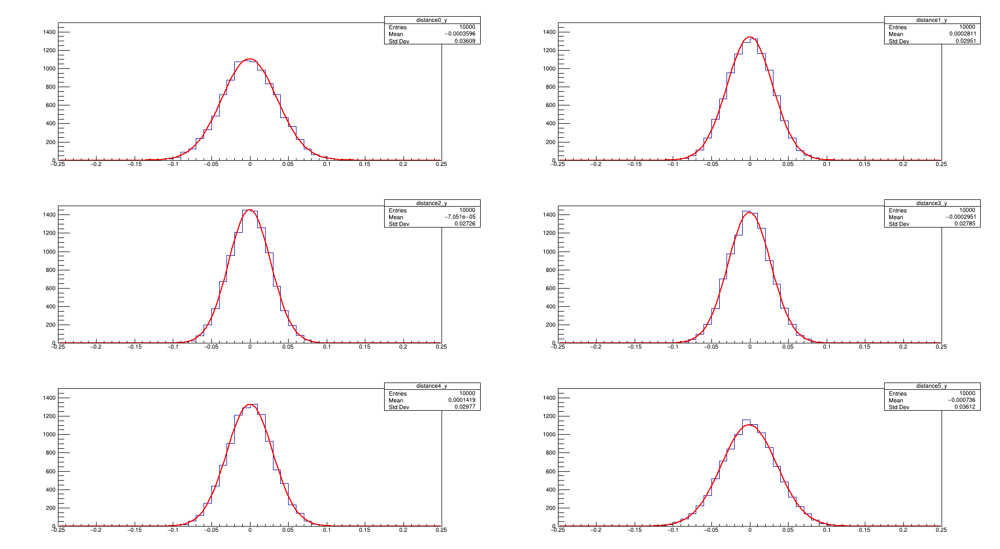 distance0_y
Entries 10000
Mean −0.0003596
Std Dev 0.03609
1400
1200
1000
800
600
400
200
0
−0.25 −0.2 −0.15 −0.1 −0.05 0 0.05 0.1 0.15 0.2 0.25
distance1_y
Entries 10000
Mean 0.0002811
Std Dev 0.02951
1400
1200
1000
800
600
400
200
0
−0.25 −0.2 −0.15 −0.1 −0.05 0 0.05 0.1 0.15 0.2 0.25
distance2_y
Entries 10000
Mean −7.051e−05
Std Dev 0.02726
1400
1200
1000
800
600
400
200
0
−0.25 −0.2 −0.15 −0.1 −0.05 0 0.05 0.1 0.15 0.2 0.25
distance3_y
Entries 10000
Mean −0.0002951
Std Dev 0.02785
1400
1200
1000
800
600
400
200
0
−0.25 −0.2 −0.15 −0.1 −0.05 0 0.05 0.1 0.15 0.2 0.25
distance4_y
Entries 10000
Mean 0.0001419
Std Dev 0.02977
1400
1200
1000
800
600
400
200
0
−0.25 −0.2 −0.15 −0.1 −0.05 0 0.05 0.1 0.15 0.2 0.25
distance5_y
Entries 10000
Mean −0.000736
Std Dev 0.03612
1400
1200
1000
800
600
400
200
0
−0.25 −0.2 −0.15 −0.1 −0.05 0 0.05 0.1 0.15 0.2 0.25